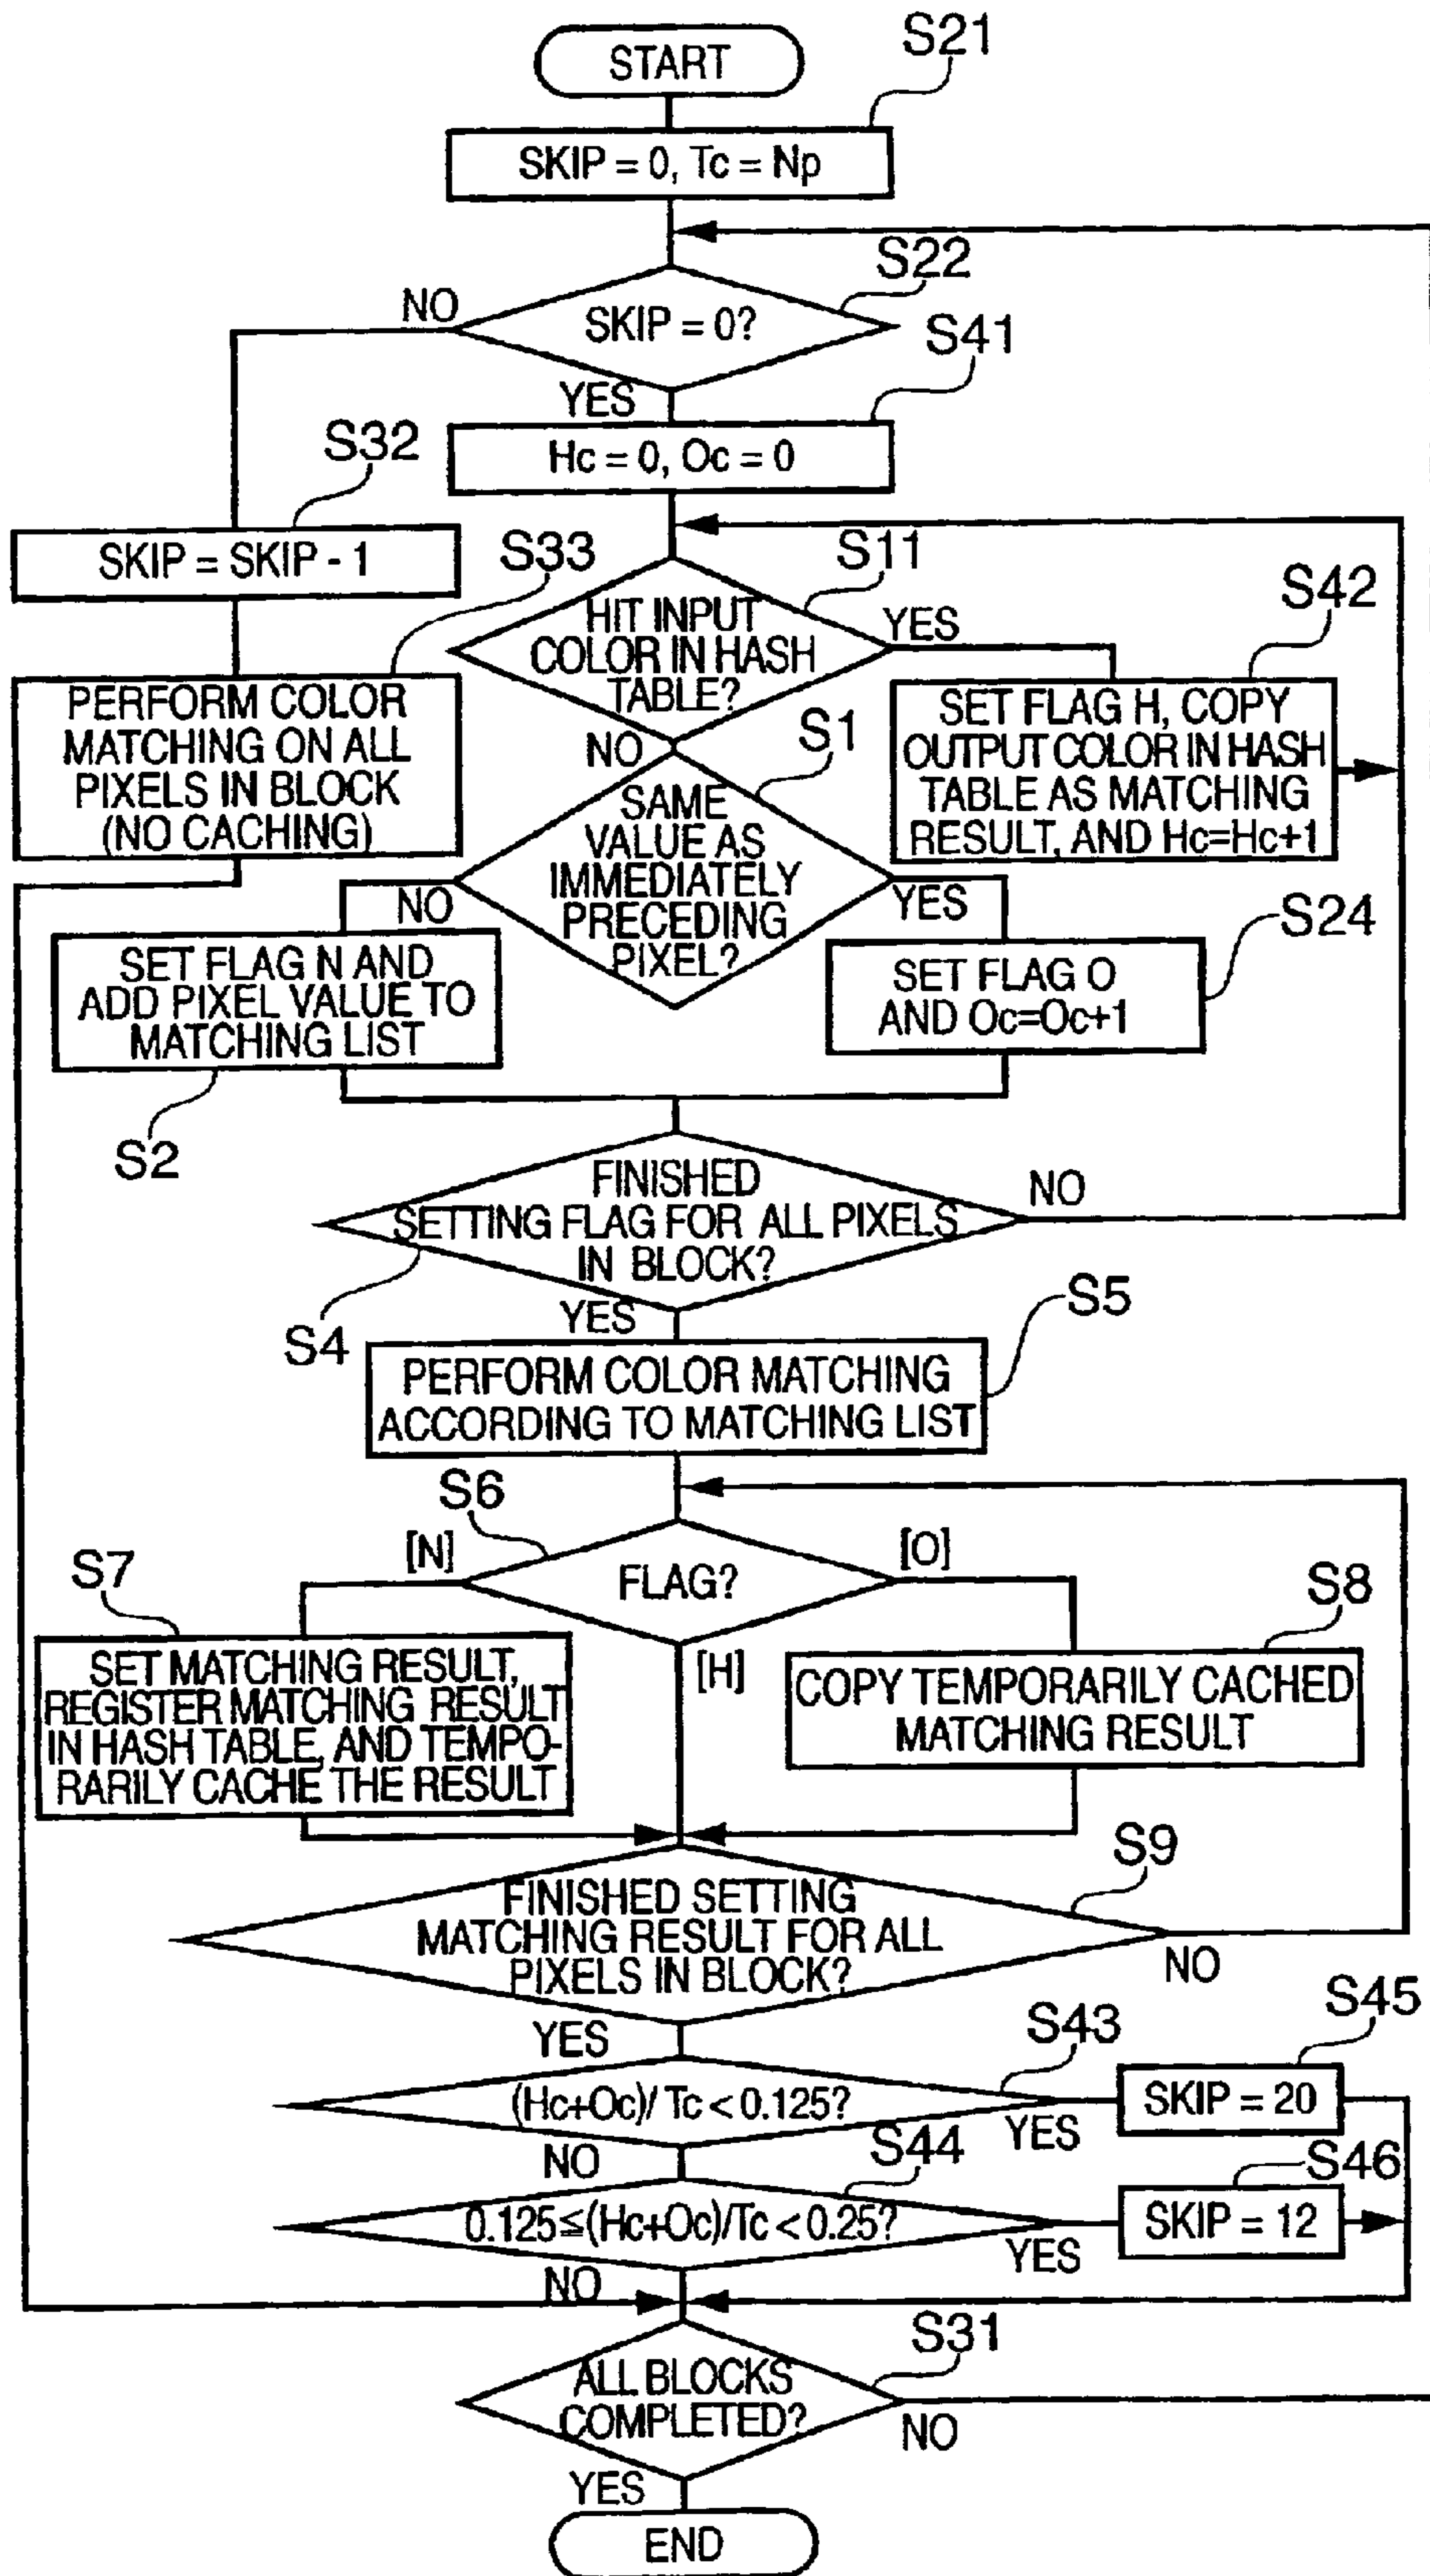 START
S21
SKIP = 0, Tc = Np
S22
NO
SKIP = 0?
S41
YES
Hc = 0, Oc = 0
S32
SKIP = SKIP - 1
S33
S11
HIT INPUT
COLOR IN HASH
TABLE?
YES
S42
PERFORM COLOR
MATCHING ON ALL
PIXELS IN BLOCK
(NO CACHING)
SET FLAG H, COPY
OUTPUT COLOR IN HASH
TABLE AS MATCHING
RESULT, AND Hc=Hc+1
NO
S1
SAME
VALUE AS
IMMEDIATELY
PRECEDING
PIXEL?
NO
YES
S24
SET FLAG N AND
ADD PIXEL VALUE TO
MATCHING LIST
SET FLAG O
AND Oc=Oc+1
S2
FINISHED
SETTING FLAG FOR ALL PIXELS
IN BLOCK?
NO
S4
YES
S5
PERFORM COLOR MATCHING
ACCORDING TO MATCHING LIST
S6
[N]
FLAG?
[O]
[H]
S7
S8
SET MATCHING RESULT,
REGISTER MATCHING RESULT
IN HASH TABLE, AND TEMPO-
RARILY CACHE THE RESULT
COPY TEMPORARILY CACHED
MATCHING RESULT
S9
FINISHED SETTING
MATCHING RESULT FOR ALL
PIXELS IN BLOCK?
NO
YES
S43
S45
(Hc+Oc)/ Tc < 0.125?
YES
SKIP = 20
NO
S44
S46
0.125≦(Hc+Oc)/Tc < 0.25?
YES
SKIP = 12
NO
S31
ALL BLOCKS
COMPLETED?
NO
YES
END